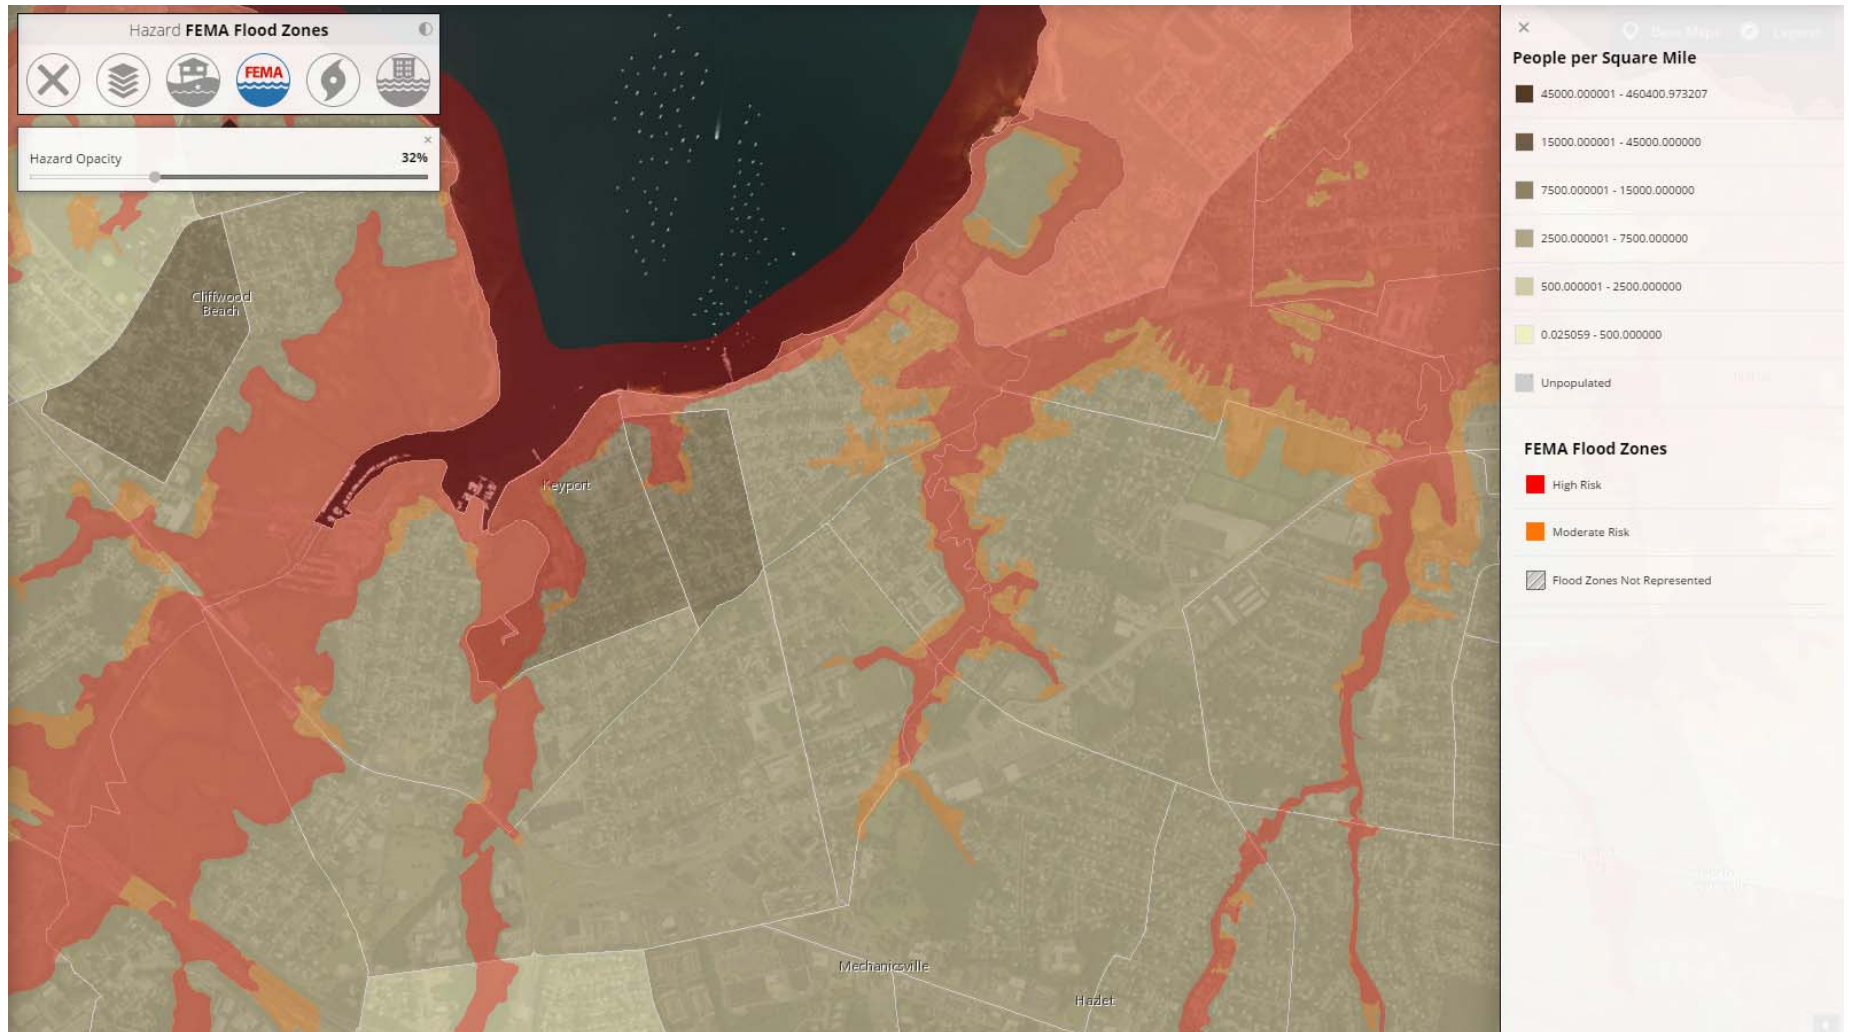 Hazard FEMA Flood Zones
FEMA
Hazard Opacity
32%
Cliffwood
Beach
Keyport
Mechanicsville
Hazlet
People per Square Mile
45000.000001 - 460400.973207
15000.000001 - 45000.000000
7500.000001 - 15000.000000
2500.000001 - 7500.000000
500.000001 - 2500.000000
0.025059 - 500.000000
Unpopulated
FEMA Flood Zones
High Risk
Moderate Risk
Flood Zones Not Represented